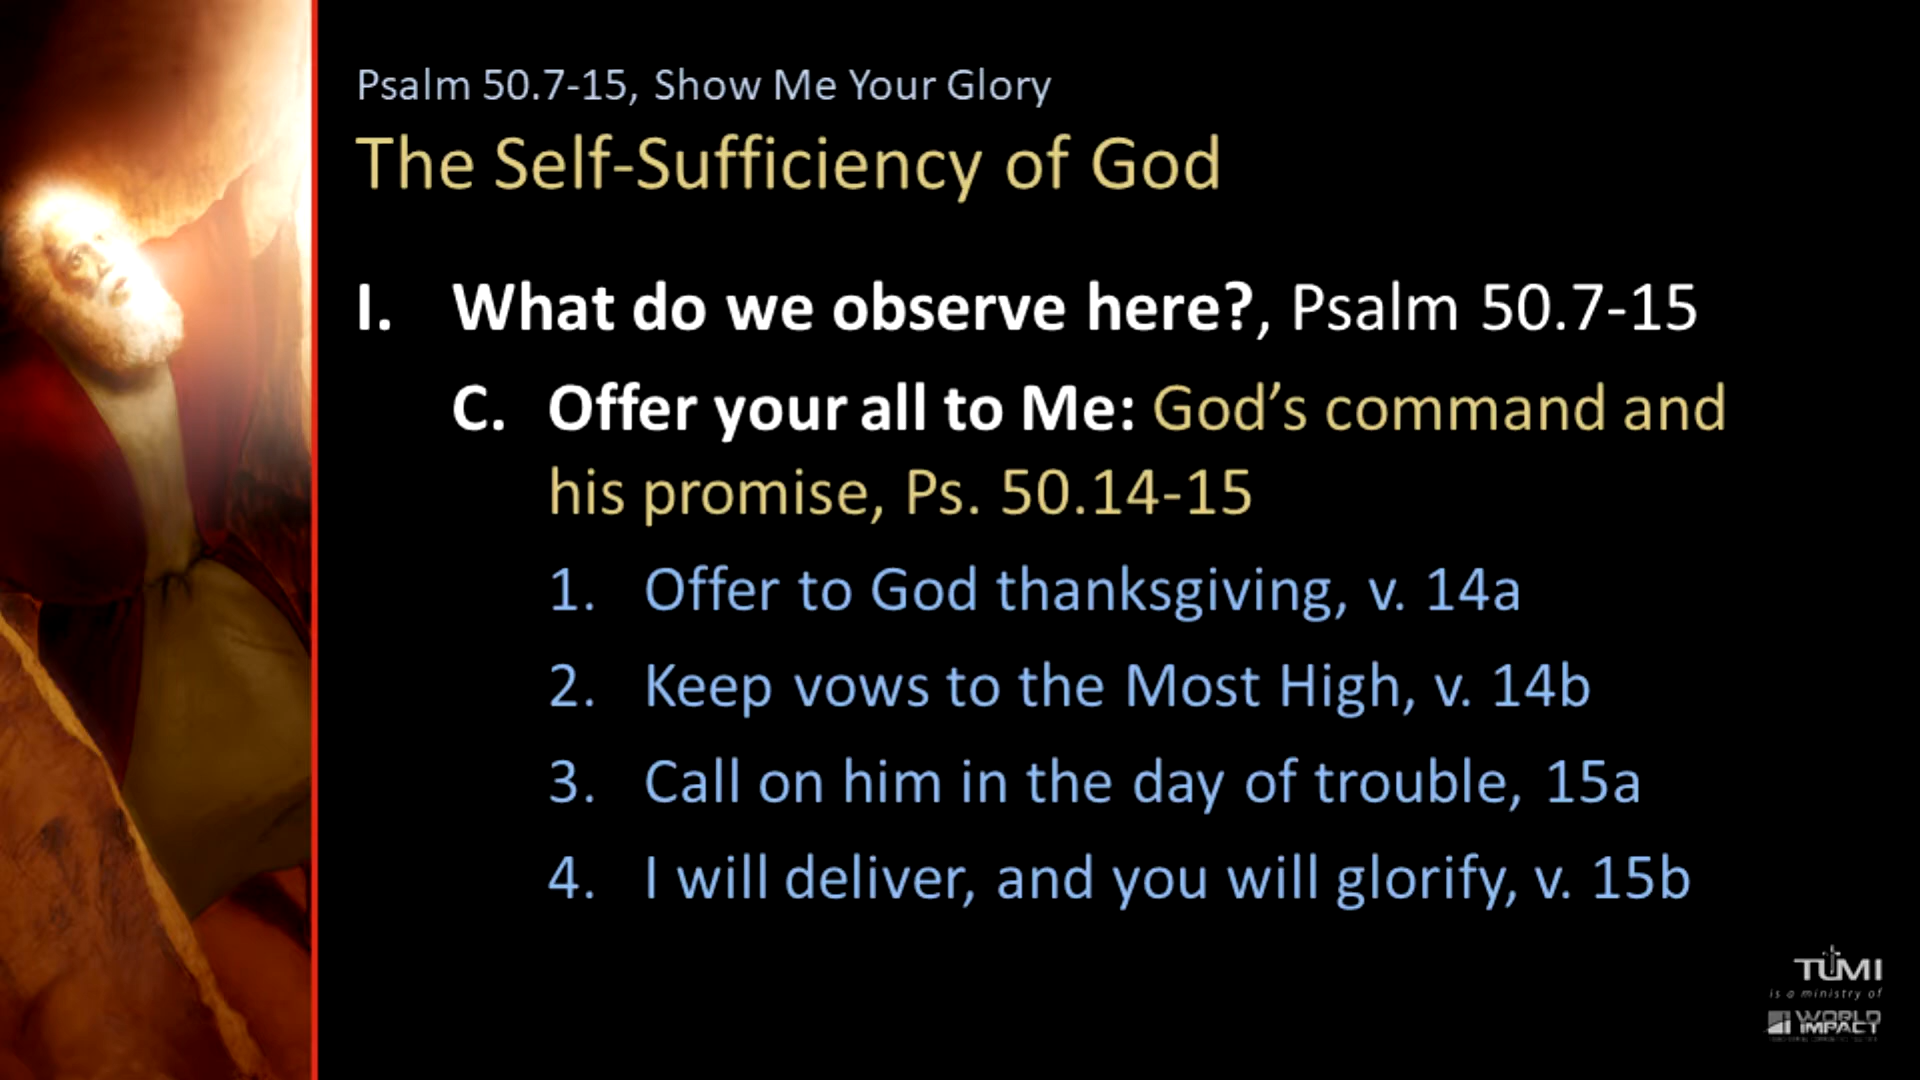 Psalm 50.7-15, Show Me Your Glory
The Self-Sufficiency of God
I. What do we observe here?, Psalm 50.7-15
C. Offer your all to Me: God’s command and
his promise, Ps. 50.14-15
1. Offer to God thanksgiving, v. 14a
2. Keep vows to the Most High, v. 14b
3. Call on him in the day of trouble, 15a
4. I will deliver, and you will glorify, v. 15b
TUMI
is a ministry of
WORLD
IMPACT